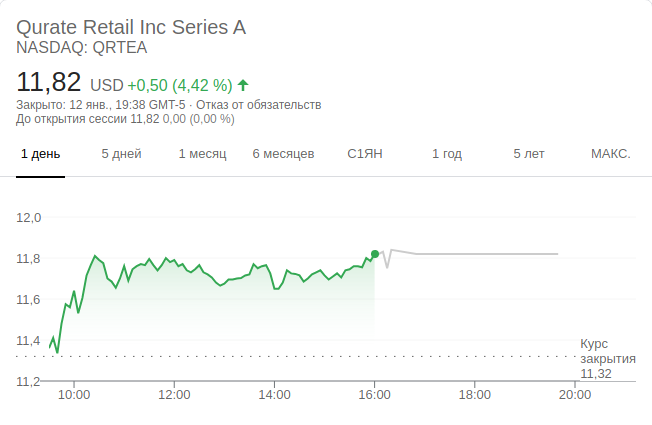 Qurate Retail Inc Series A
NASDAQ: QRTEA
11,82 USD +0,50 (4,42 %)
Закрыто: 12 янв., 19:38 GMT-5 · Отказ от обязательств
До открытия сессии 11,82 0,00 (0,00 %)
1 день 5 дней 1 месяц 6 месяцев С1ЯН 1 год 5 лет МАКС.
12,0
11,8
11,6
11,4
Курс
закрытия
11,32
11,2
10:00 12:00 14:00 16:00 18:00 20:00